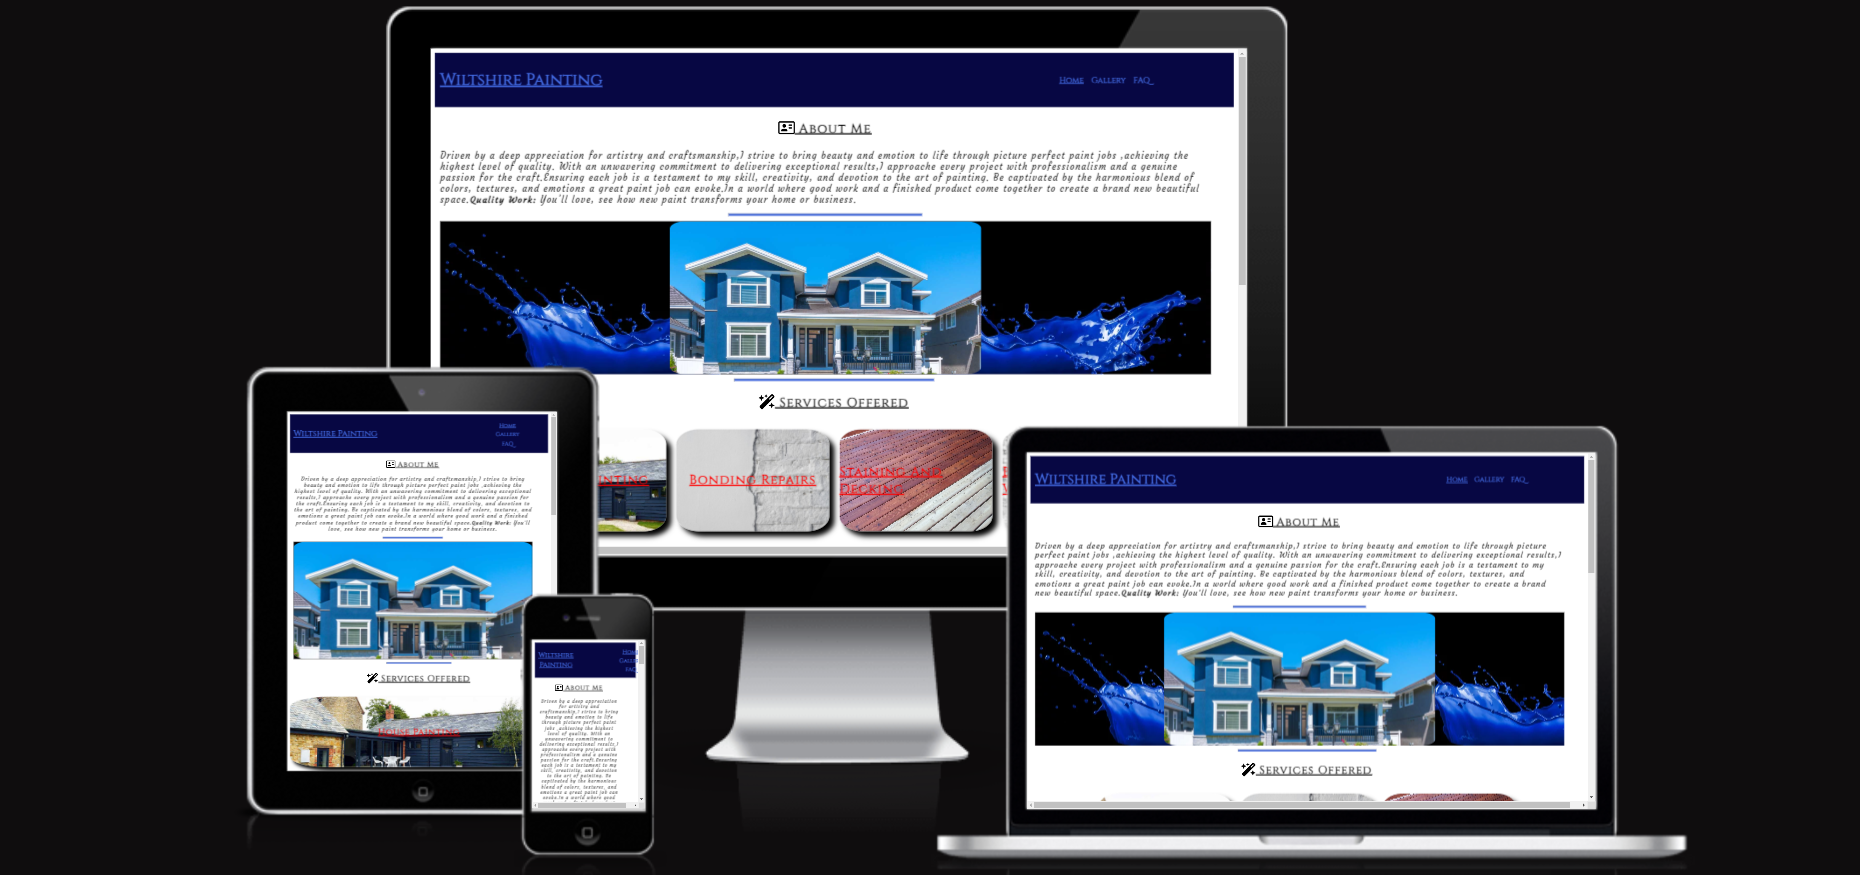 Wiltshire Painting
Home Gallery FAQ
About Me
Driven by a deep appreciation for artistry and craftsmanship,I strive to bring beauty and emotion to life through picture perfect paint jobs ,achieving the
highest level of quality. With an unwavering commitment to delivering exceptional results,I approache every project with professionalism and a genuine
passion for the craft.Ensuring each job is a testament to my skill, creativity, and devotion to the art of painting. Be captivated by the harmonious blend of
colors, textures, and emotions a great paint job can evoke.In a world where good work and a finished product come together to create a brand new beautiful
space.Quality Work: You'll love, see how new paint transforms your home or business.
Services Offered
Bonding Repairs
Staining and
Decking
Wiltshire Painting
Home
Gallery
FAQ
About Me
Driven by a deep appreciation for artistry and craftsmanship,I strive to bring
beauty and emotion to life through picture perfect paint jobs ,achieving the
highest level of quality. With an unwavering commitment to delivering exceptional
results,I approache every project with professionalism and a genuine passion for
the craft.Ensuring each job is a testament to my skill, creativity, and devotion to
the art of painting. Be captivated by the harmonious blend of colors, textures, and
emotions a great paint job can evoke.In a world where good work and a finished
product come together to create a brand new beautiful space.Quality Work: You'll
love, see how new paint transforms your home or business.
Services Offered
House Painting
Wiltshire
Painting
About Me
Driven by a deep appreciation
for artistry and
craftsmanship,I strive to bring
beauty and emotion to life
through picture perfect paint
jobs ,achieving the highest
level of quality. With an
unwavering commitment to
delivering exceptional results,I
approache every project with
professionalism and a genuine
passion for the craft.Ensuring
each job is a testament to my
skill, creativity, and devotion
to the art of painting. Be
captivated by the harmonious
blend of colors, textures, and
emotions a great paint job can
evoke.In a world where good
Wiltshire Painting
Home Gallery FAQ
About Me
Driven by a deep appreciation for artistry and craftsmanship,I strive to bring beauty and emotion to life through picture
perfect paint jobs ,achieving the highest level of quality. With an unwavering commitment to delivering exceptional results,I
approache every project with professionalism and a genuine passion for the craft.Ensuring each job is a testament to my
skill, creativity, and devotion to the art of painting. Be captivated by the harmonious blend of colors, textures, and
emotions a great paint job can evoke.In a world where good work and a finished product come together to create a brand
new beautiful space.Quality Work: You'll love, see how new paint transforms your home or business.
Services Offered